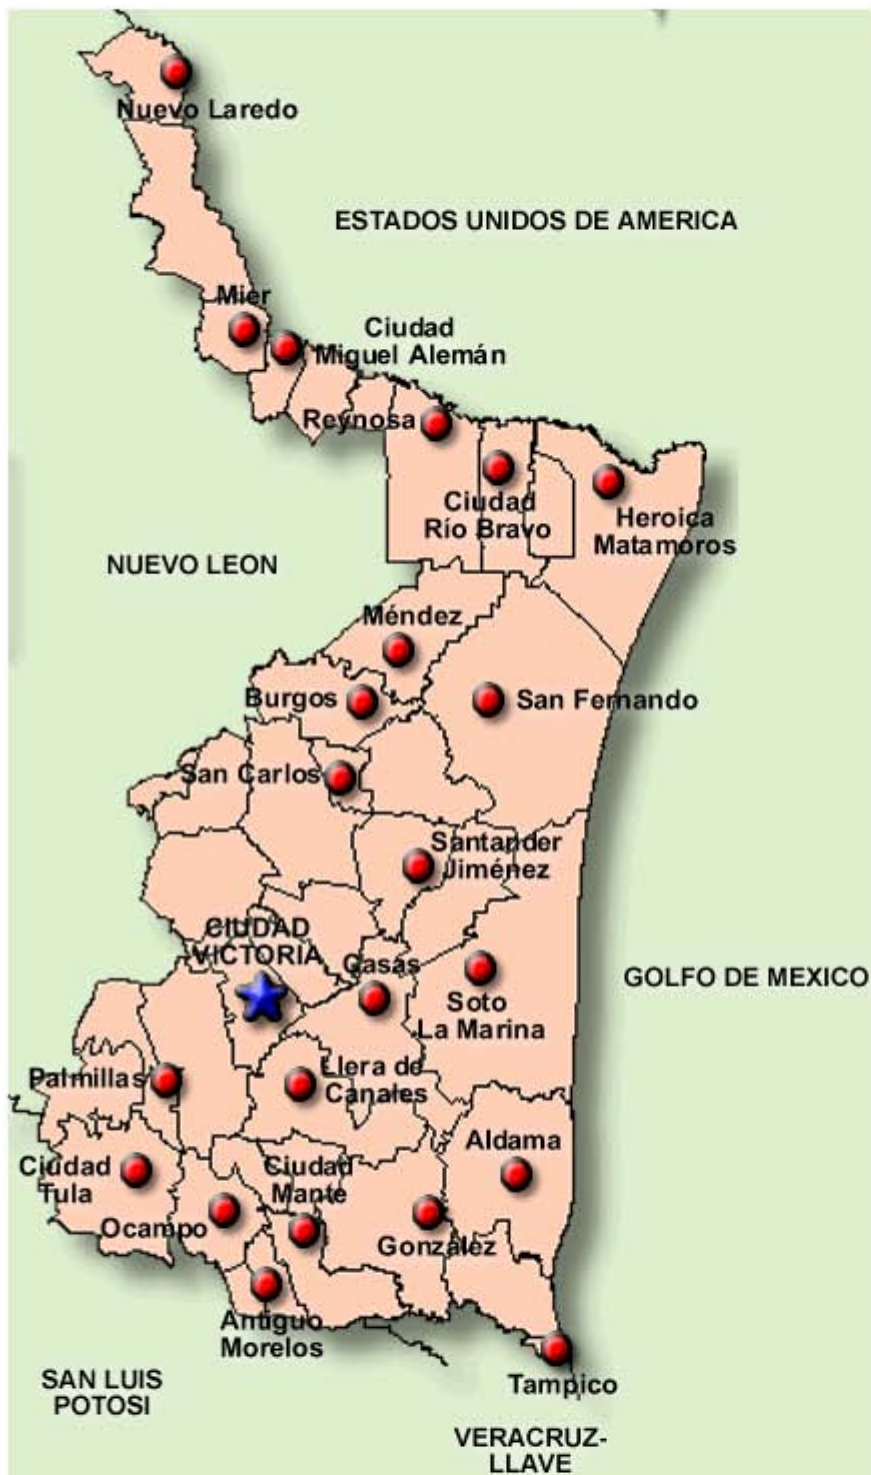 Nuevo Laredo
ESTADOS UNIDOS DE AMERICA
Mier
Ciudad
Miguel Alemán
Reynosa
Ciudad
Río Bravo
Heroica
Matamoros
NUEVO LEON
Méndez
Burgos
San Fernando
San Carlos
Santander
Jiménez
CIUDAD
VICTORIA
Casas
Soto
La Marina
GOLFO DE MEXICO
Palmillas
Llera de
Canales
Aldama
Ciudad
Tula
Ciudad
Mante
Ocampo
González
Antiguo
Morelos
SAN LUIS
POTOSI
Tampico
VERACRUZ-
LLAVE